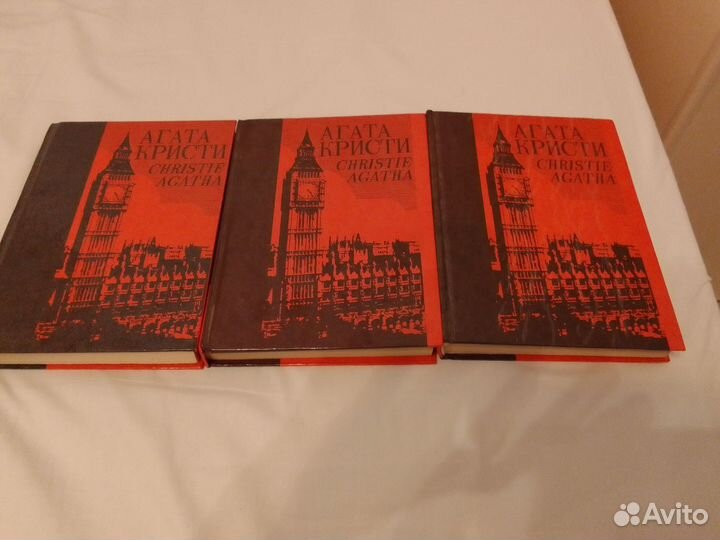 АГАТА
КРИСТИ
CHRISTIE
AGATHA
АГАТА
КРИСТИ
CHRISTIE
AGATHA
АГАТА
КРИСТИ
CHRISTIE
AGATHA
Avito